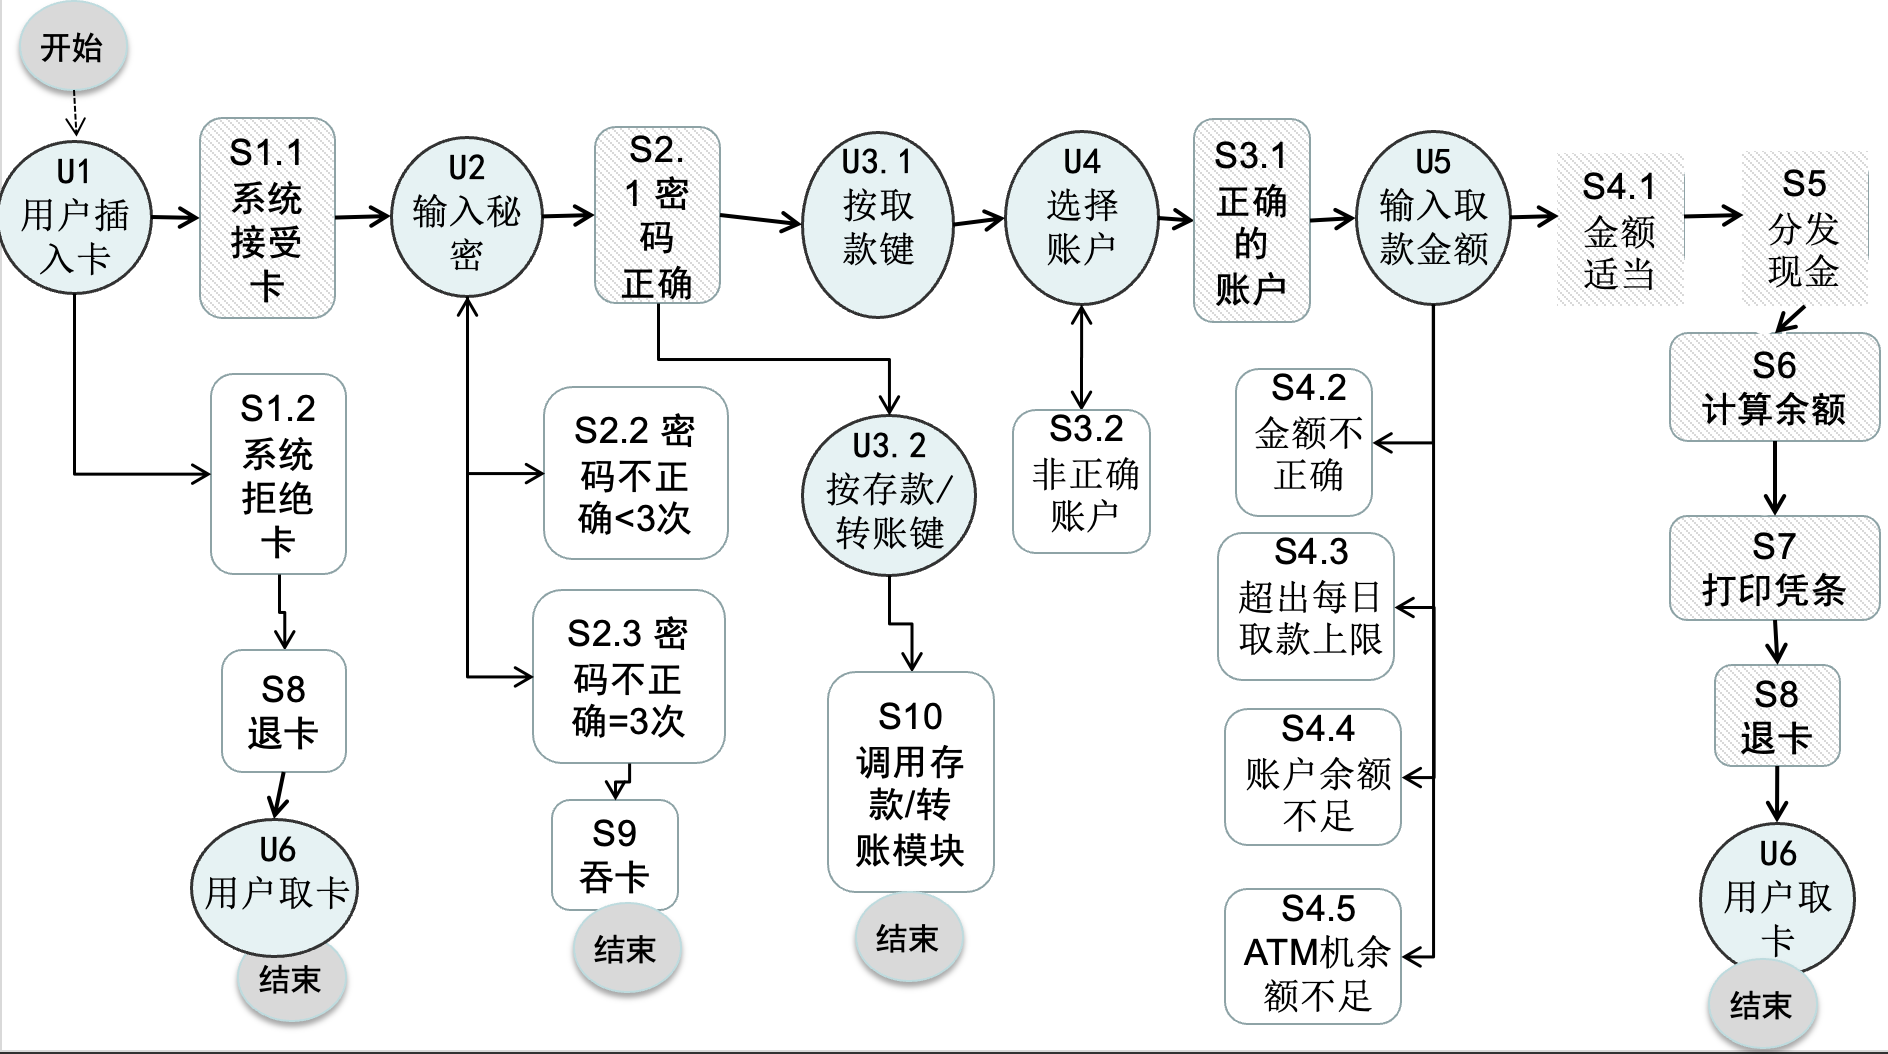 开始
U1
用户插
入卡
S1.1
系统
接受
卡
U2
输入秘
密
S2.
1 密
码
正确
U3.1
按取
款键
U4
选择
账户
S3.1
正确
的
账户
U5
输入取
款金额
S4.1
金额
适当
S5
分发
现金
S1.2
系统
拒绝
卡
S8
退卡
U6
用户取卡
结束
S2.2 密
码不正
确<3次
S2.3 密
码不正
确=3次
S9
吞卡
结束
U3.2
按存款/
转账键
S10
调用存
款/转
账模块
结束
S3.2
非正确
账户
S4.2
金额不
正确
S4.3
超出每日
取款上限
S4.4
账户余额
不足
S4.5
ATM机余
额不足
S6
计算余额
S7
打印凭条
S8
退卡
U6
用户取
卡
结束